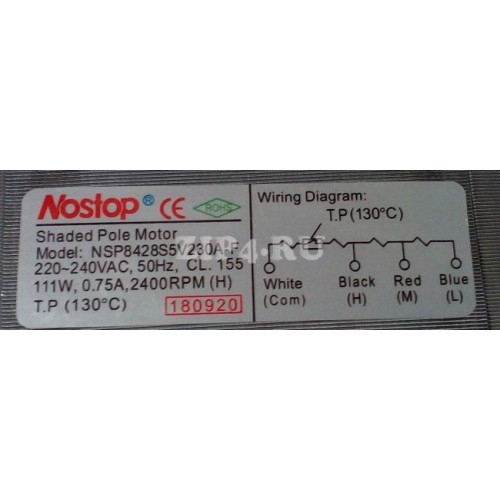 Nostop® CE ROHS
Shaded Pole Motor
Model: NSP8428S5V230A-F
220~240VAC, 50Hz, CL. 155
111W, 0.75A, 2400RPM (H)
T.P (130°C) 180920
Wiring Diagram:
T.P (130°C)
White Black Red Blue
(Com) (H) (M) (L)
ZIP4.RU